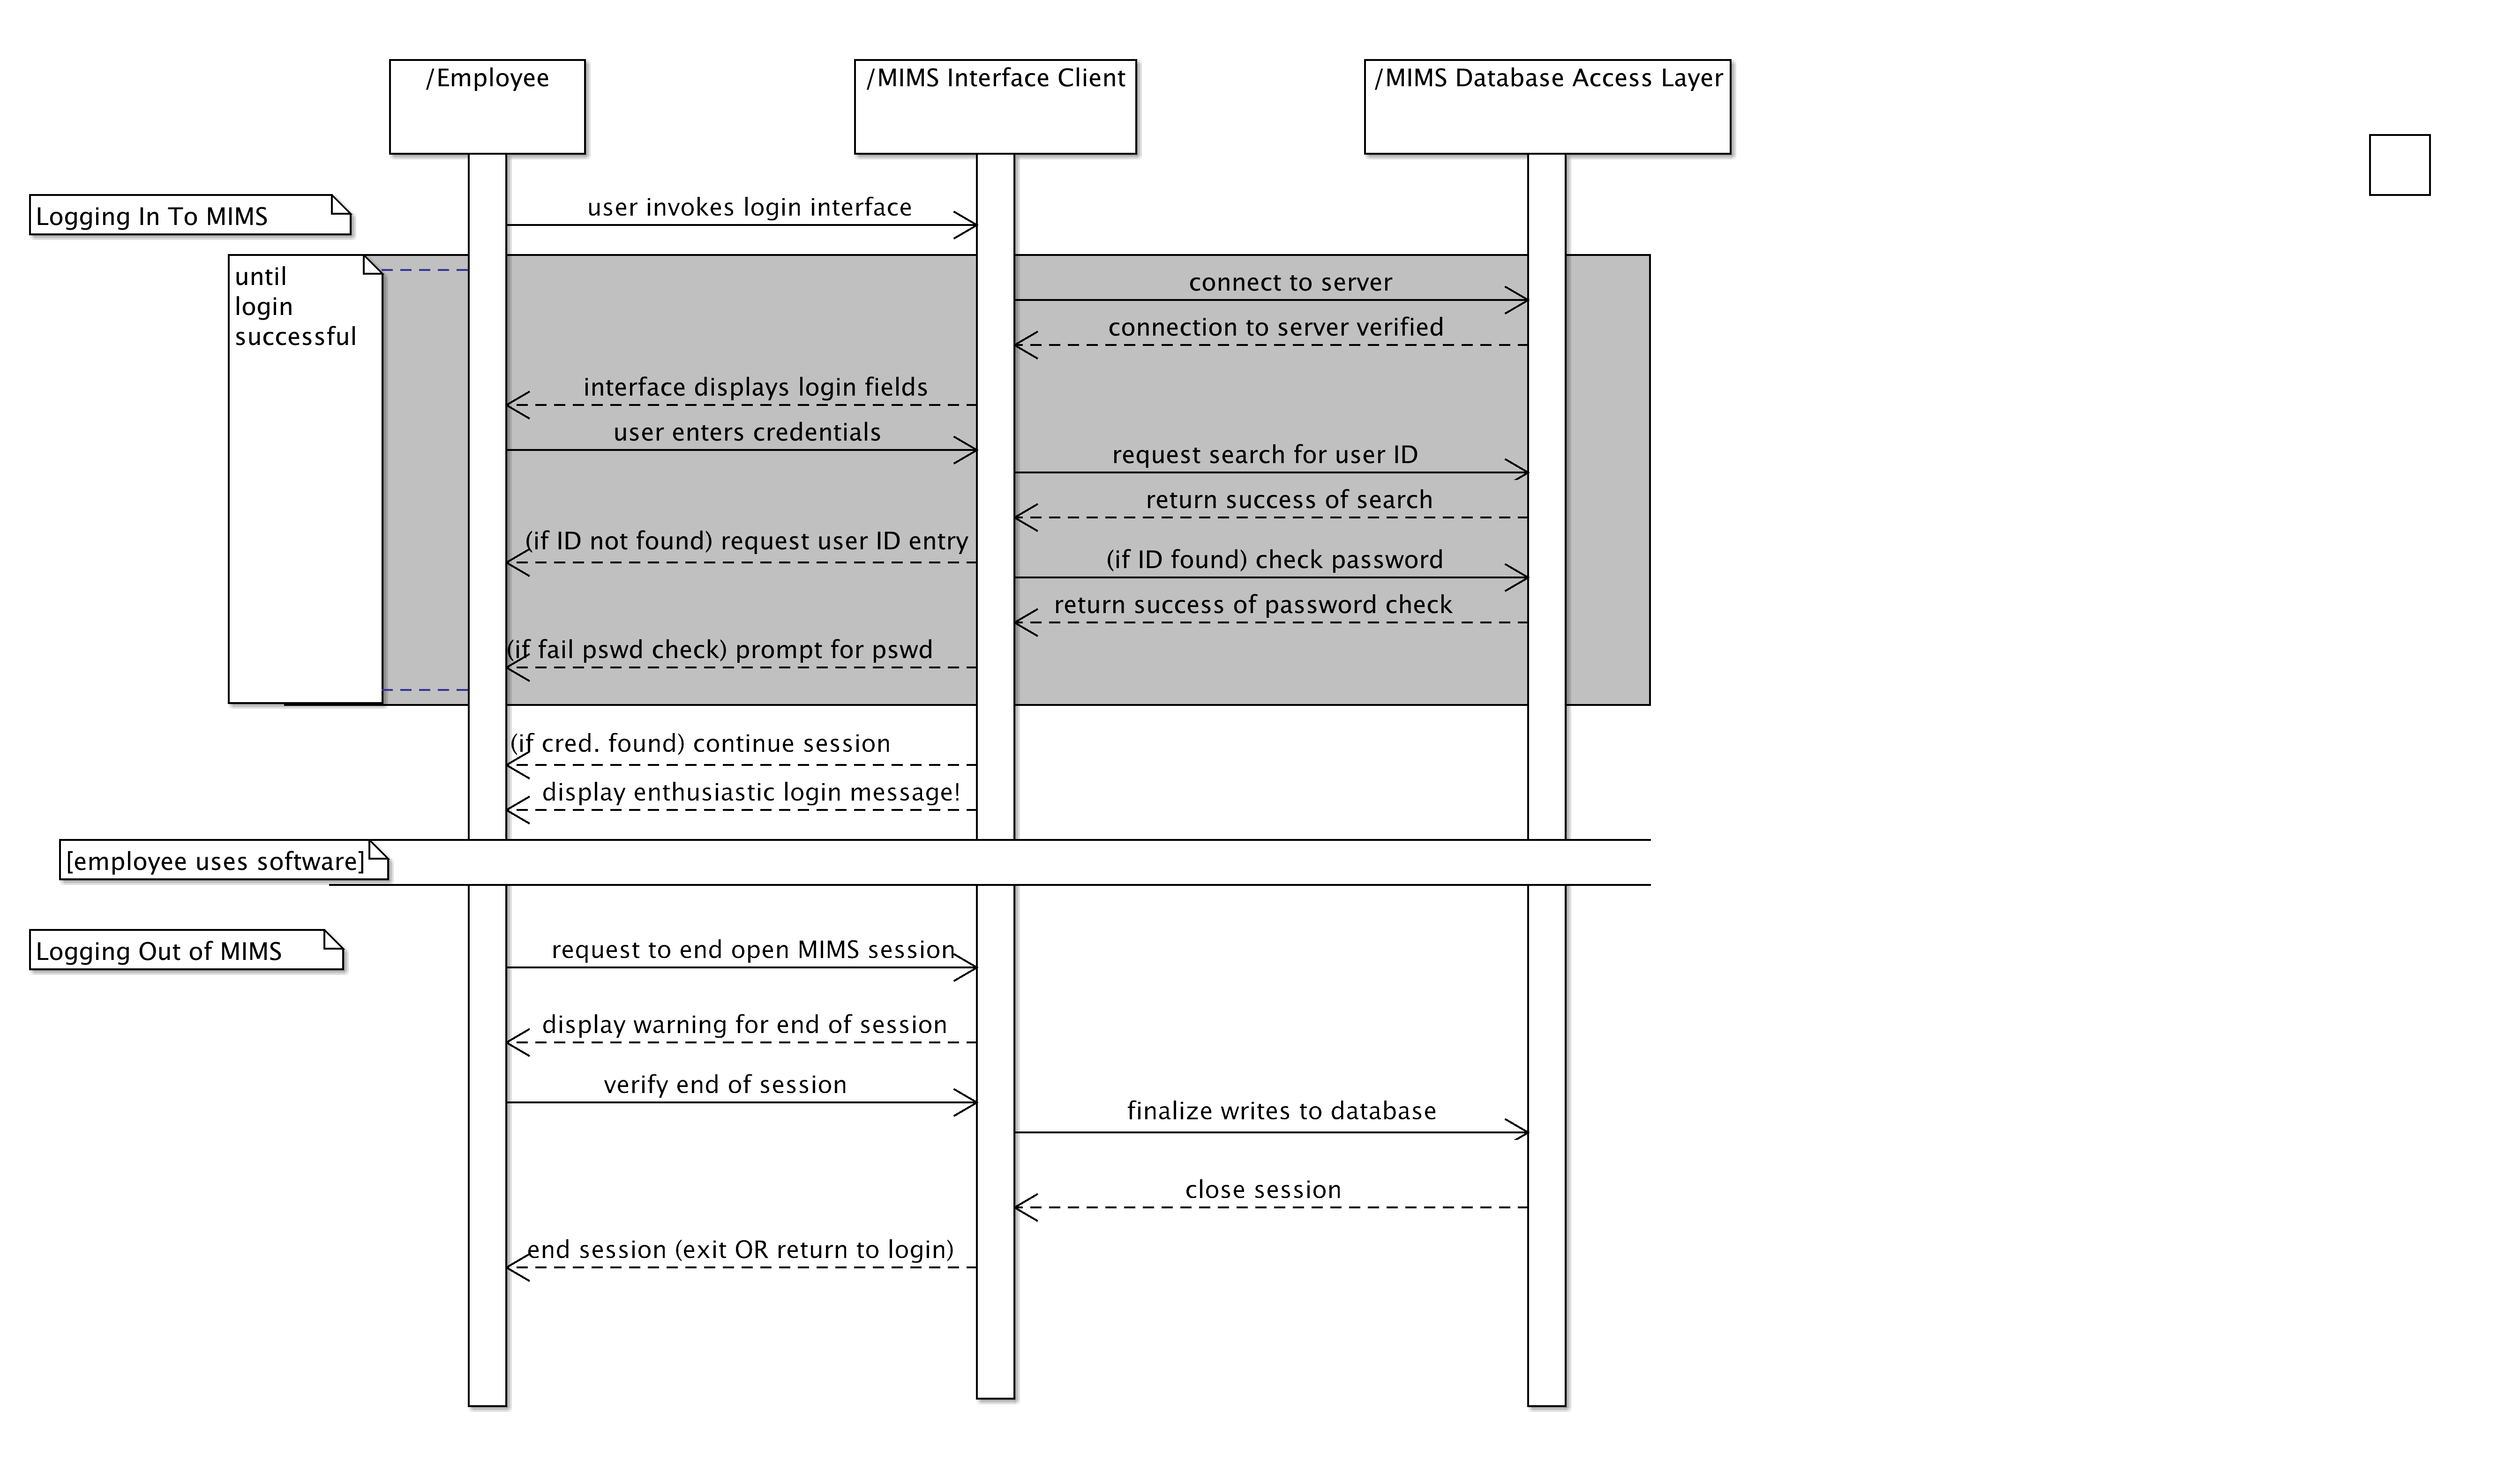 /Employee
/MIMS Interface Client
/MIMS Database Access Layer
Logging In To MIMS
user invokes login interface
until
login
successful
connect to server
connection to server verified
interface displays login fields
user enters credentials
request search for user ID
return success of search
(if ID not found) request user ID entry
(if ID found) check password
return success of password check
(if fail pswd check) prompt for pswd
(if cred. found) continue session
display enthusiastic login message!
[employee uses software]
Logging Out of MIMS
request to end open MIMS session
display warning for end of session
verify end of session
finalize writes to database
close session
end session (exit OR return to login)